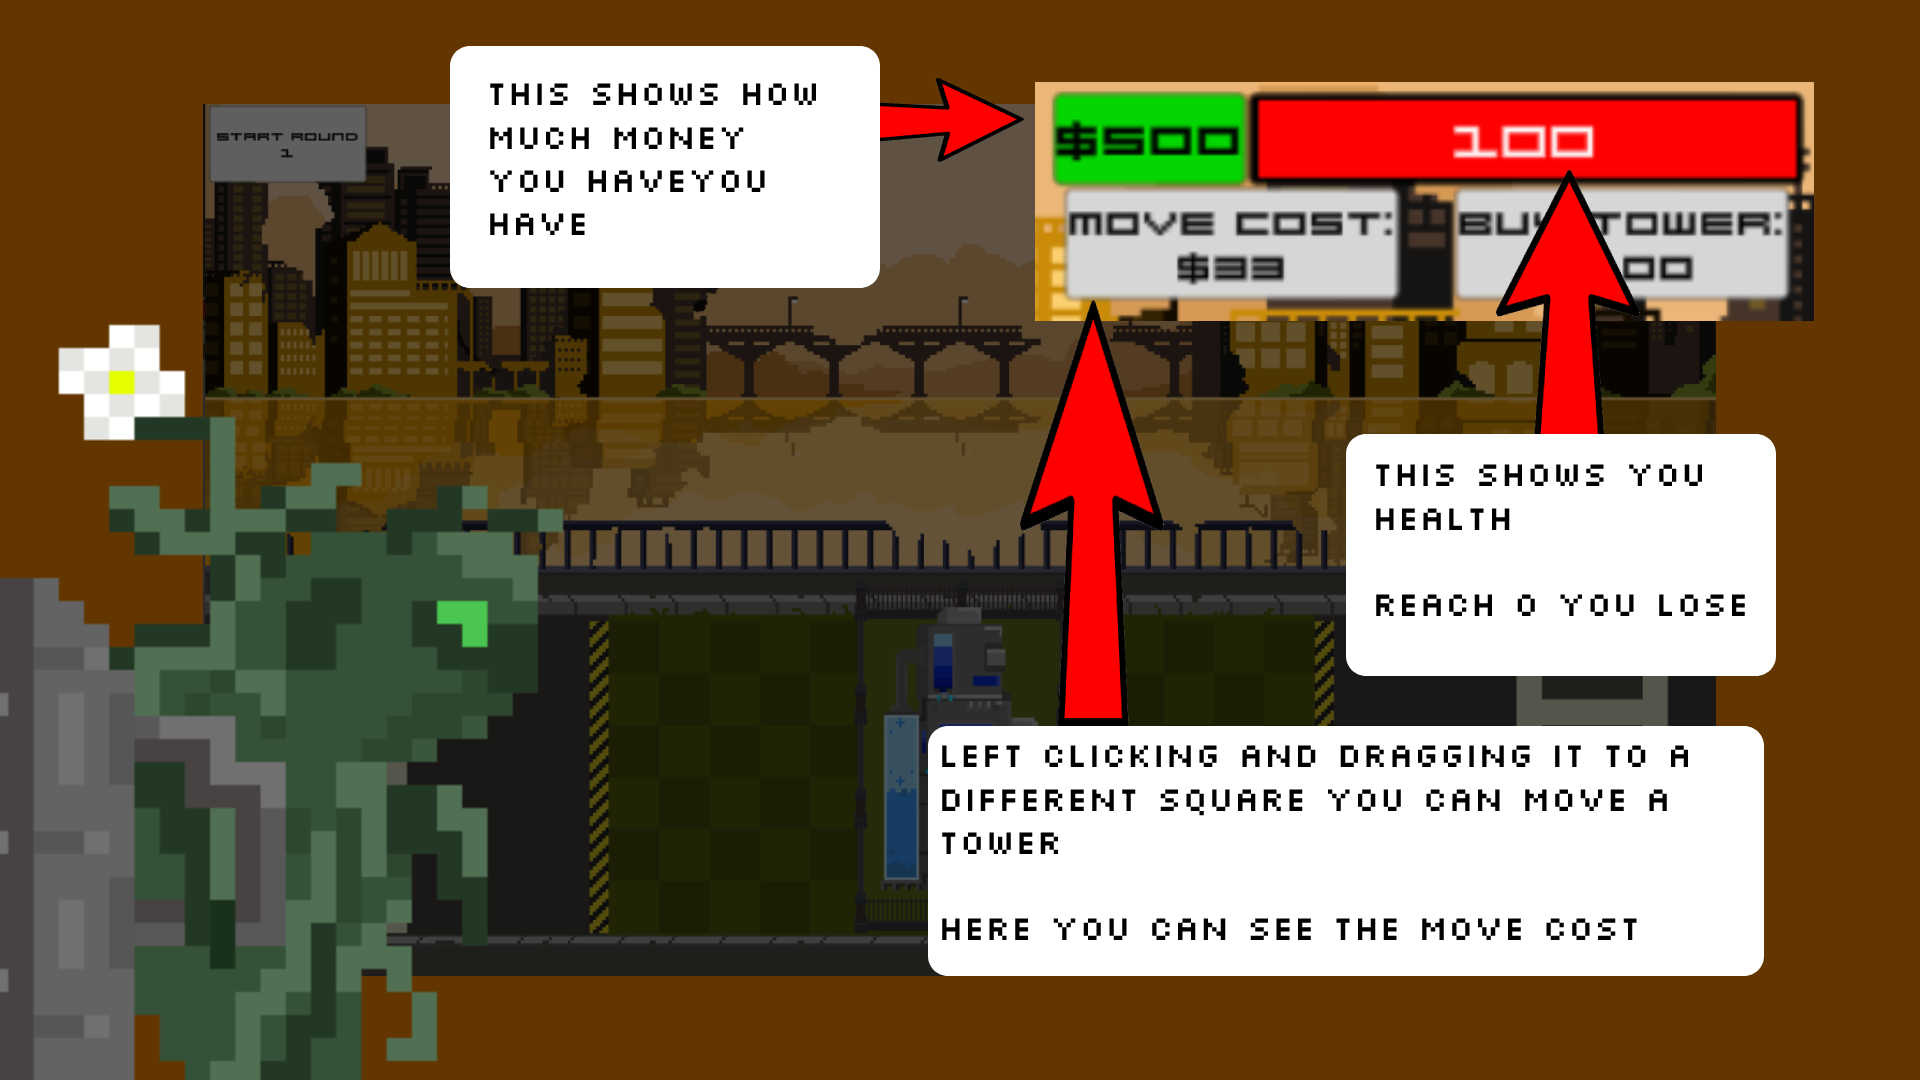 START ROUND
1
THIS SHOWS HOW
MUCH MONEY
YOU HAVEYOU
HAVE
$500
100
MOVE COST:
$33
TOWER:
THIS SHOWS YOU
HEALTH
REACH 0 YOU LOSE
LEFT CLICKING AND DRAGGING IT TO A
DIFFERENT SQUARE YOU CAN MOVE A
TOWER
HERE YOU CAN SEE THE MOVE COST